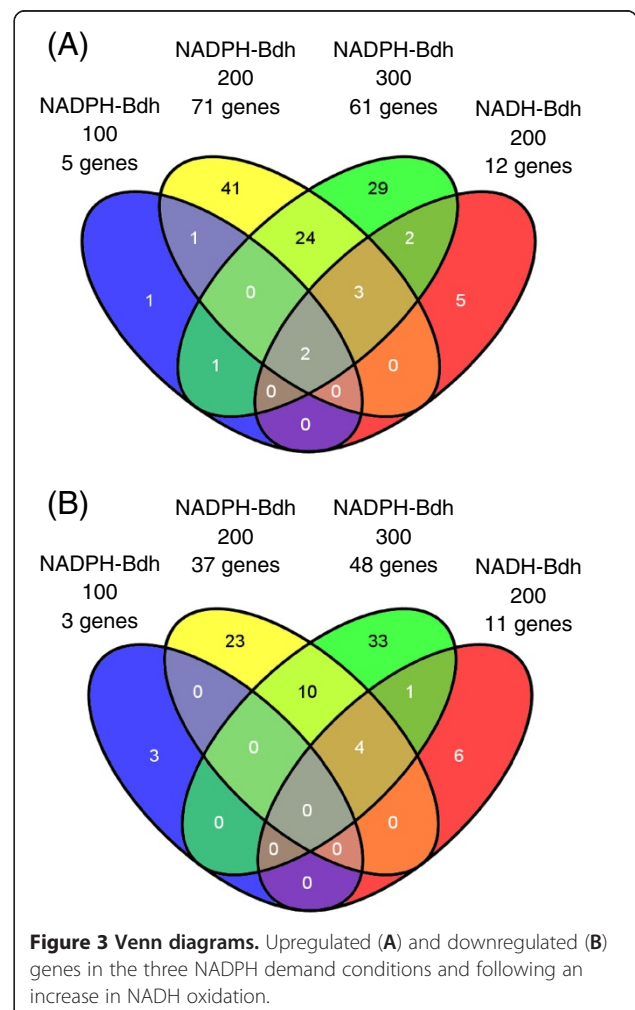 (A)
NADPH-Bdh
200
71 genes
NADPH-Bdh
300
61 genes
NADPH-Bdh
100
5 genes
NADH-Bdh
200
12 genes
41
29
1
24
2
1
0
3
5
1
2
0
0
0
0
(B)
NADPH-Bdh
200
37 genes
NADPH-Bdh
300
48 genes
NADPH-Bdh
100
3 genes
NADH-Bdh
200
11 genes
23
33
0
10
1
3
0
4
6
0
0
0
0
0
0
Figure 3 Venn diagrams. Upregulated (A) and downregulated (B)
genes in the three NADPH demand conditions and following an
increase in NADH oxidation.